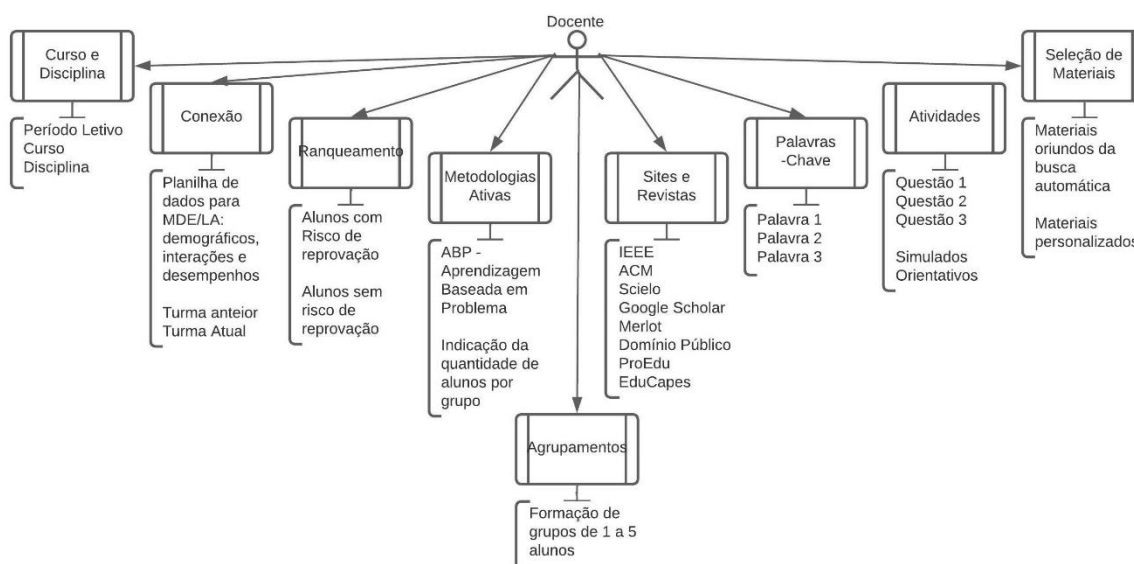 Docente
Curso e
Disciplina
Período Letivo
Curso
Disciplina
Conexão
Planilha de
dados para
MDE/LA:
demográficos,
interações e
desempenhos
Turma anteior
Turma Atual
Ranqueamento
Alunos com
Risco de
reprovação
Alunos sem
risco de
reprovação
Metodologias
Ativas
ABP -
Aprendizagem
Baseada em
Problema
Indicação da
quantidade de
alunos por
grupo
Agrupamentos
Formação de
grupos de 1 a 5
alunos
Sites e
Revistas
IEEE
ACM
Scielo
Google Scholar
Merlot
Domínio Público
ProEdu
EduCapes
Palavras
-Chave
Palavra 1
Palavra 2
Palavra 3
Atividades
Questão 1
Questão 2
Questão 3
Simulados
Orientativos
Seleção de
Materiais
Materiais
oriundos da
busca
automática
Materiais
personalizados